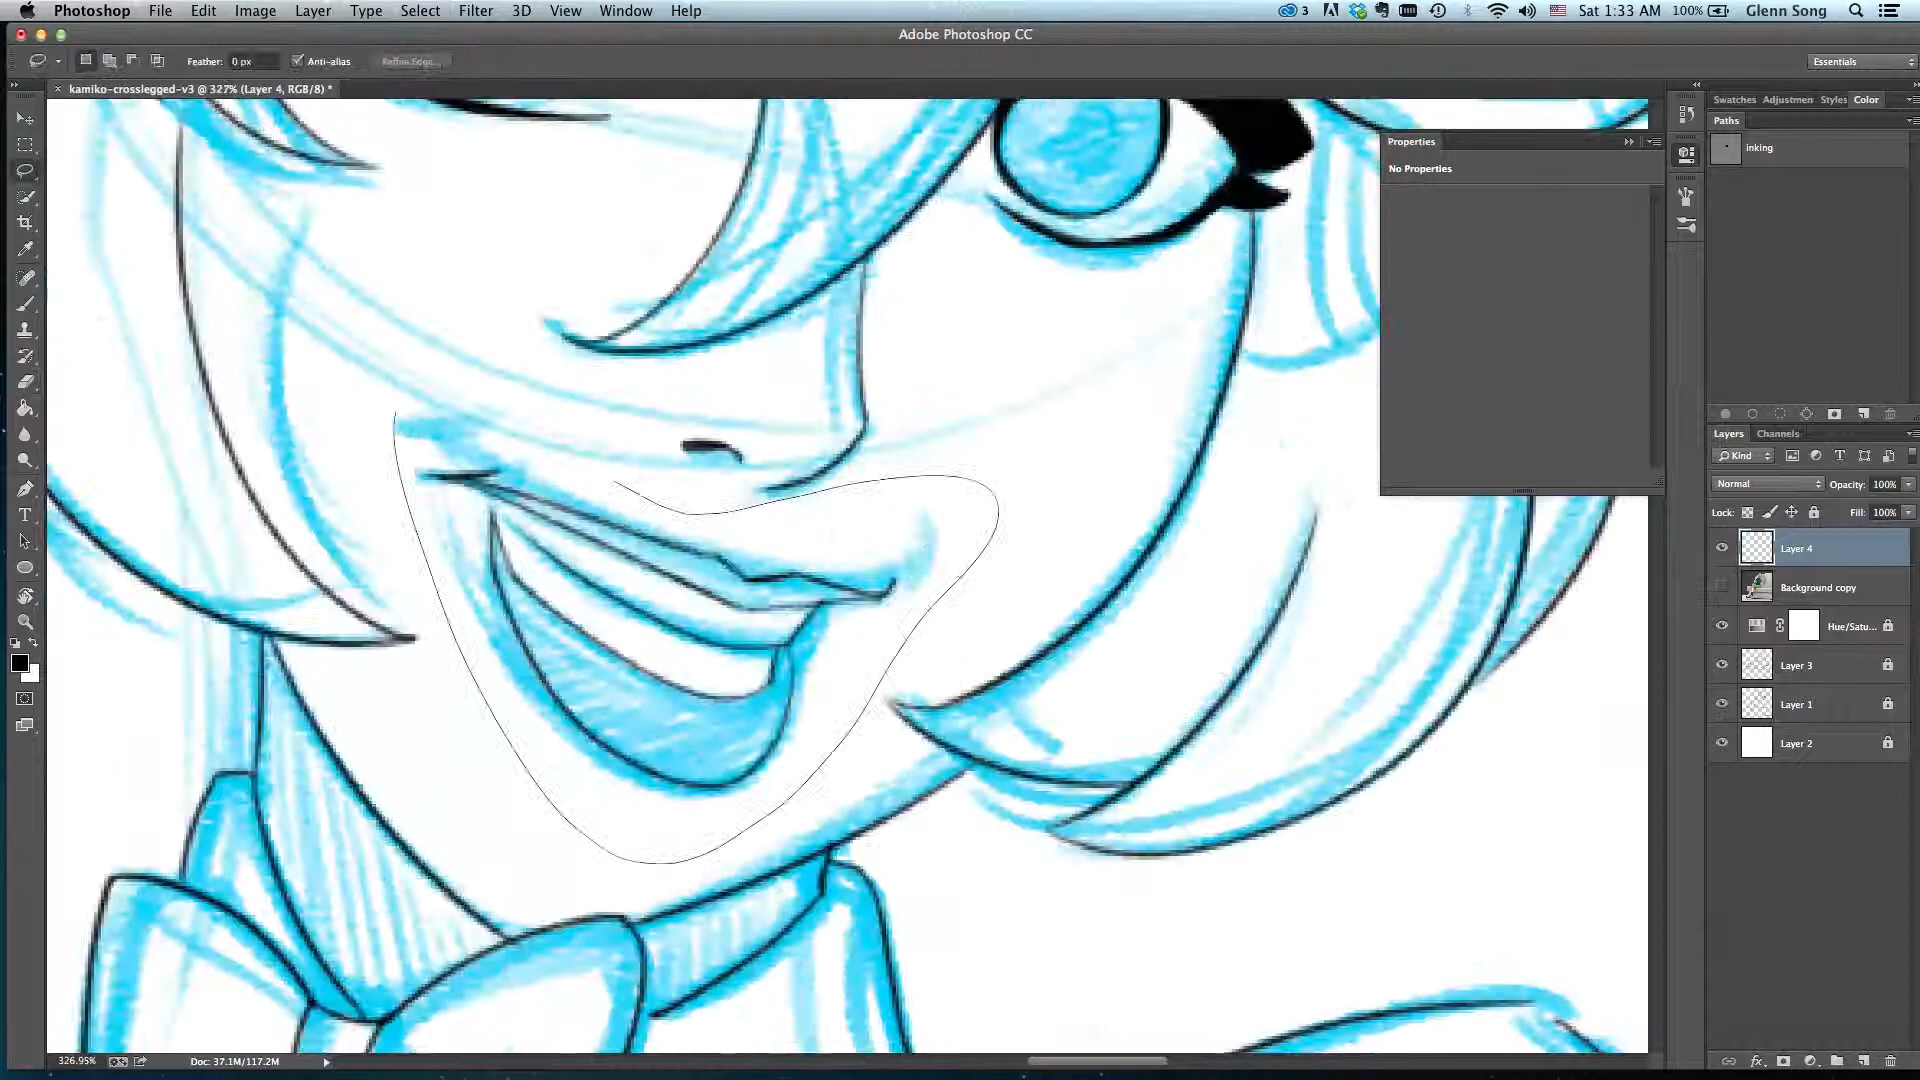 Photoshop File Edit Image Layer Type Select Filter 3D View Window Help 3 Sat 1:33 AM 100% Glenn Song
Adobe Photoshop CC
Feather: 0 px Anti-alias Refine Edge... Essentials
× kamiko-crosslegged-v3 @ 327% (Layer 4, RGB/8) *
Swatches Adjustmen Styles Color
Paths
inking
Properties
No Properties
Layers Channels
Kind
Normal Opacity: 100%
Lock: Fill: 100%
Layer 4
Background copy
Hue/Satu...
Layer 3
Layer 1
Layer 2
326.95% Doc: 37.1M/117.2M